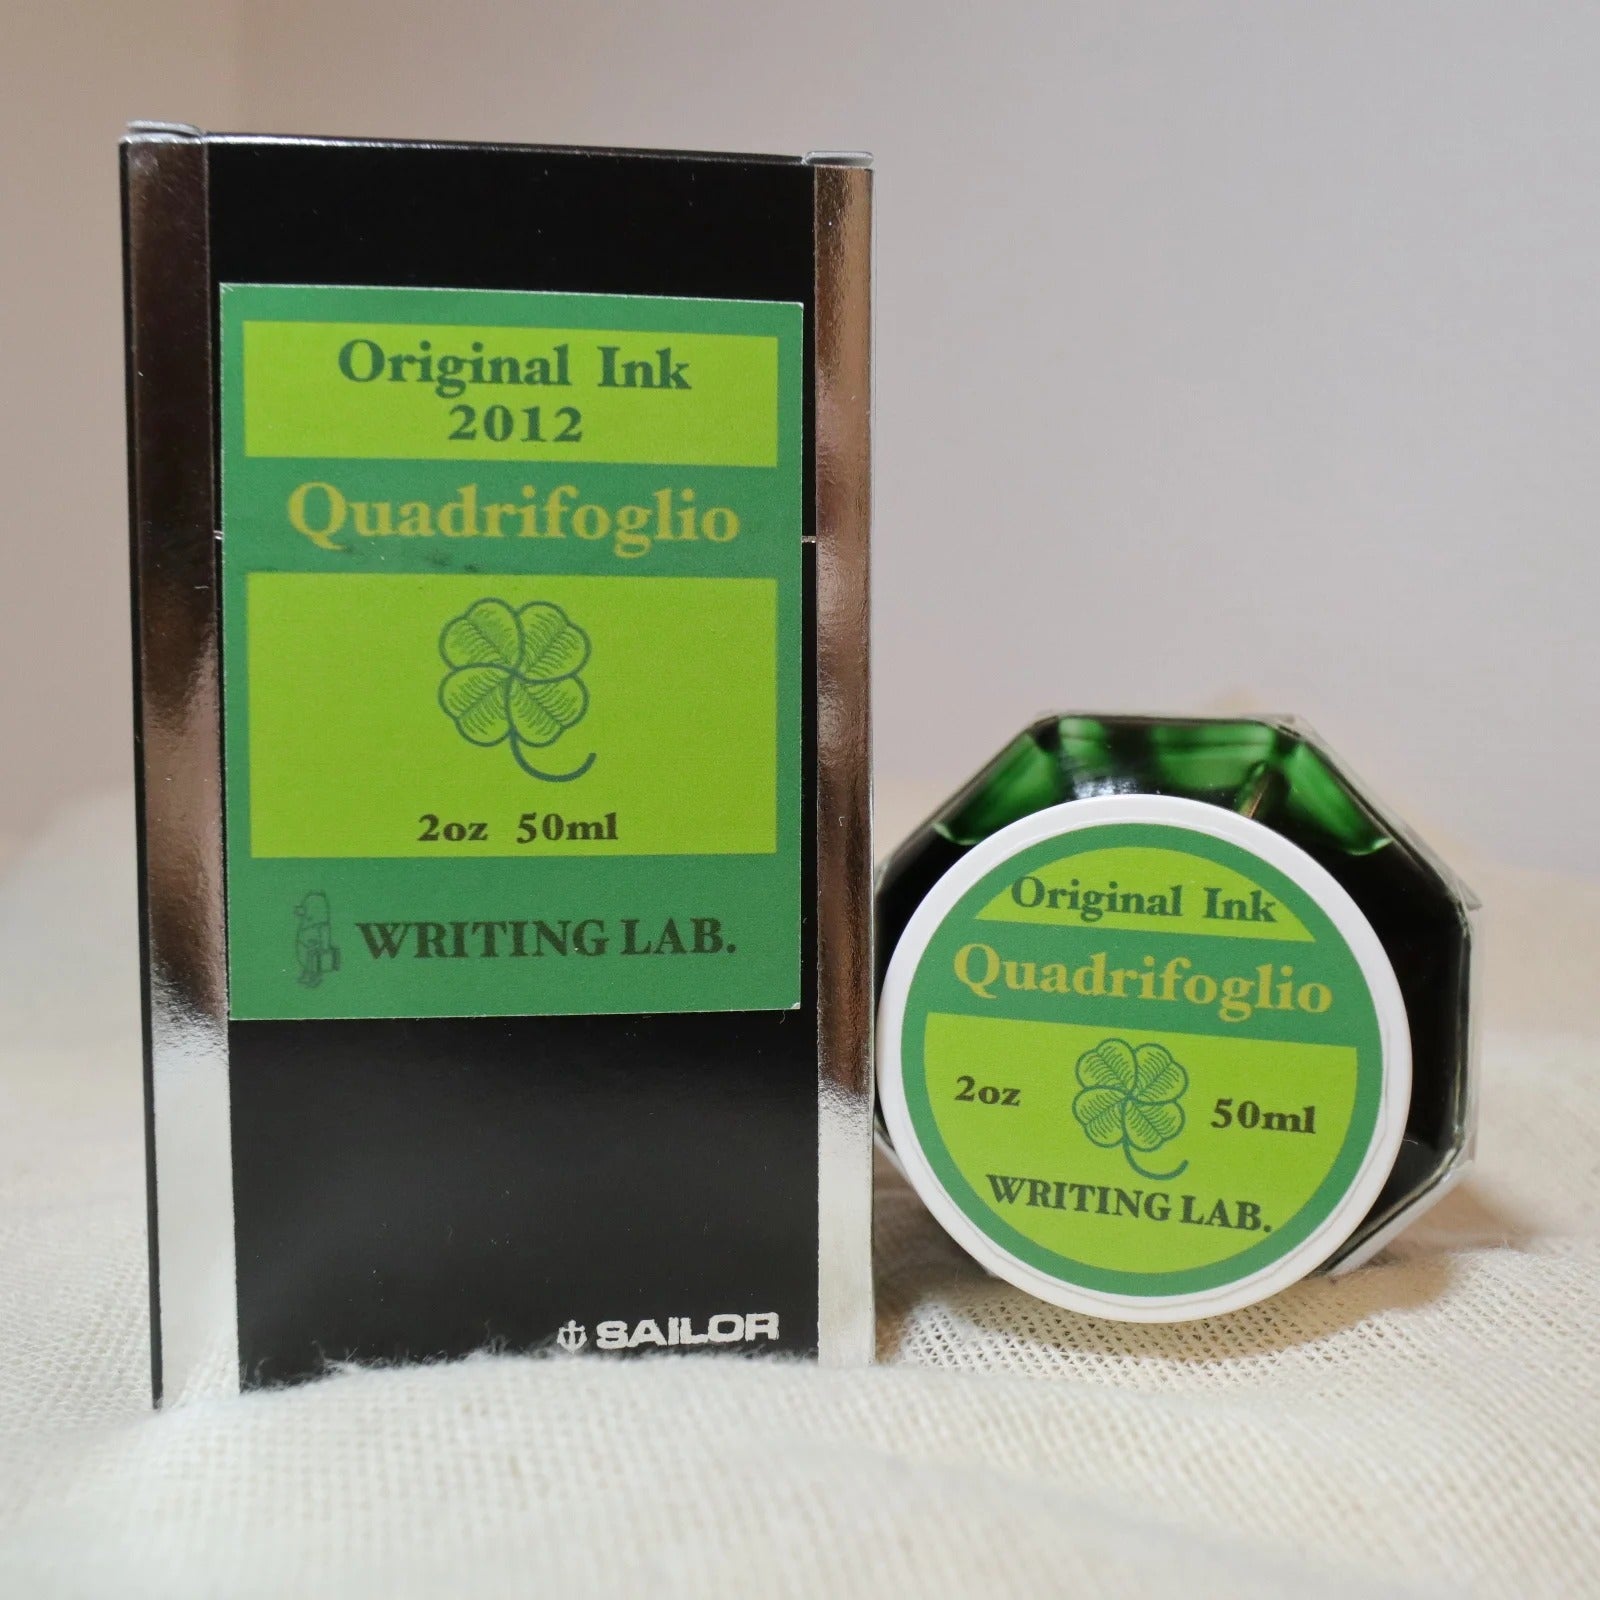 Original Ink
2012
Quadrifoglio
2oz 50ml
WRITING LAB.
SAILOR
Original Ink
Quadrifoglio
2oz 50ml
WRITING LAB.